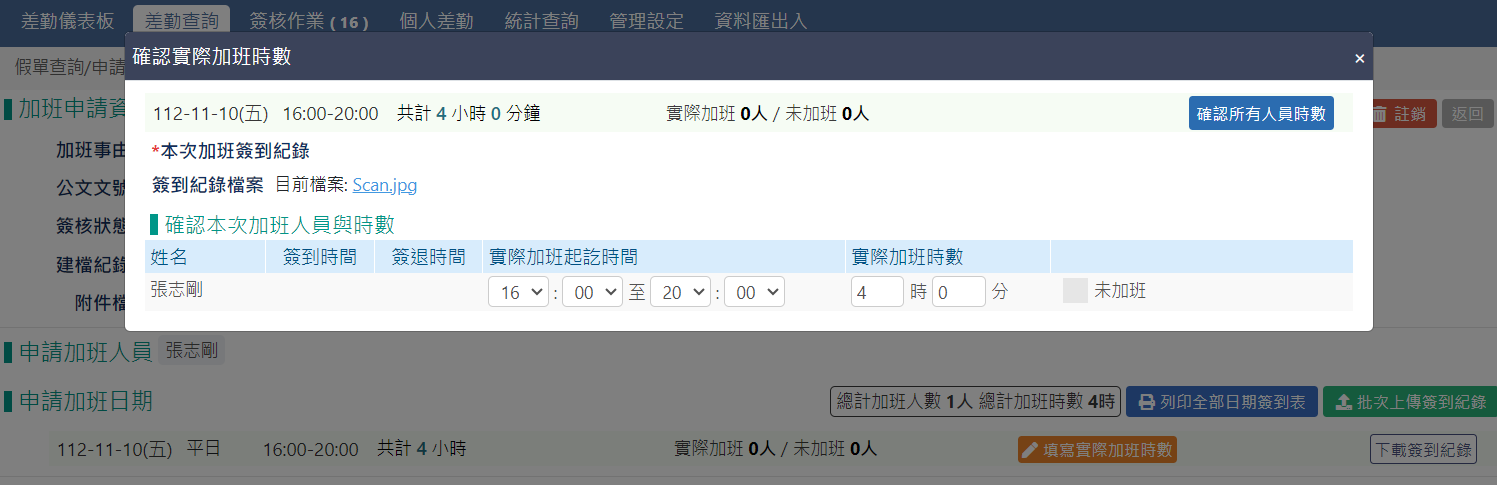 差勤儀表板 差勤查詢 簽核作業 ( 16 ) 個人差勤 統計查詢 管理設定 資料匯出入
確認實際加班時數 ×
假單查詢/申請
加班申請資 註銷 返回
112-11-10(五) 16:00-20:00 共計 4 小時 0 分鐘 實際加班 0人 / 未加班 0人 確認所有人員時數
加班事由
*本次加班簽到紀錄
公文文號
簽到紀錄檔案 目前檔案: Scan.jpg
簽核狀態
確認本次加班人員與時數
建檔紀錄
姓名 簽到時間 簽退時間 實際加班起訖時間 實際加班時數
附件檔
張志剛 16 : 00 至 20 : 00 4 時 0 分 未加班
申請加班人員 張志剛
申請加班日期 總計加班人數 1人 總計加班時數 4時 列印全部日期簽到表 批次上傳簽到紀錄
112-11-10(五) 平日 16:00-20:00 共計 4 小時 實際加班 0人 / 未加班 0人 填寫實際加班時數 下載簽到紀錄